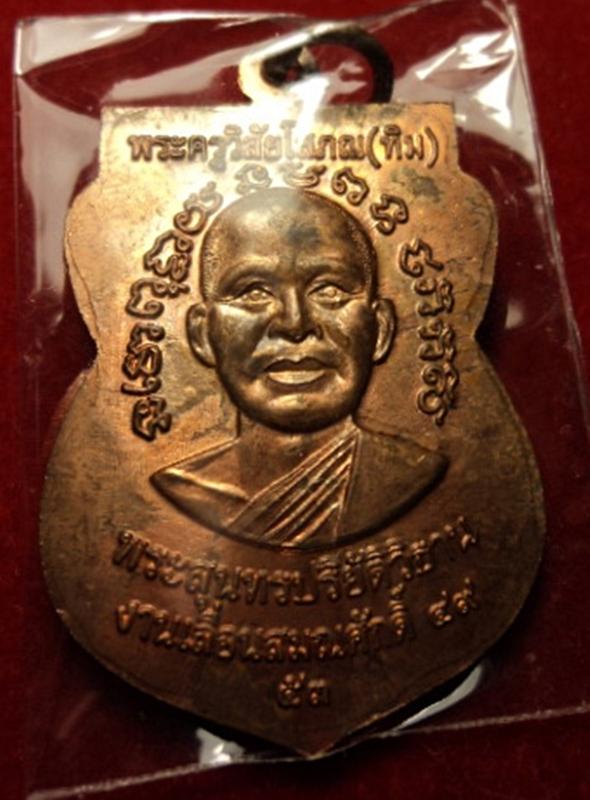 พระครูวิสัยโสภณ(ทิม)
พระสุนทรปริยัติวิธาน
งานเลื่อนสมณศักดิ์ ๔๙
๕๓